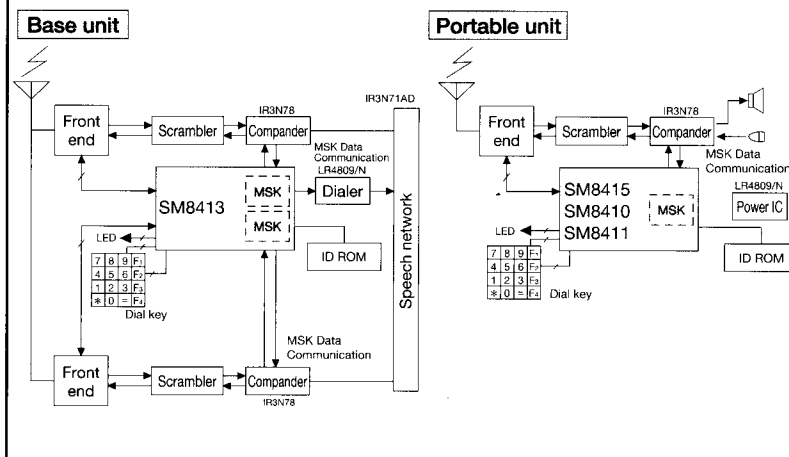 Base unit
IR3N71AD
Front
end
Scrambler
IR3N78
Compander
MSK Data
Communication
LR4809/N
Dialer
SM8413
MSK
MSK
LED
ID ROM
7 8 9 F1
4 5 6 F2
1 2 3 F3
* 0 = F4
Dial key
Speech network
MSK Data
Communication
Front
end
Scrambler
Compander
IR3N78
Portable unit
Front
end
Scrambler
IR3N78
Compander
MSK Data
Communication
LR4809/N
Power IC
SM8415
SM8410
SM8411
MSK
LED
ID ROM
7 8 9 F1
4 5 6 F2
1 2 3 F3
* 0 = F4
Dial key